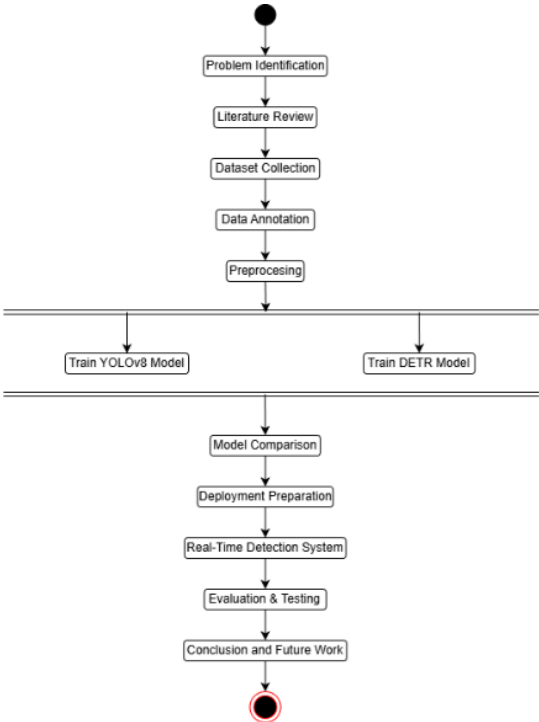 Problem Identification
Literature Review
Dataset Collection
Data Annotation
Preprocesing
Train YOLOv8 Model
Train DETR Model
Model Comparison
Deployment Preparation
Real-Time Detection System
Evaluation & Testing
Conclusion and Future Work